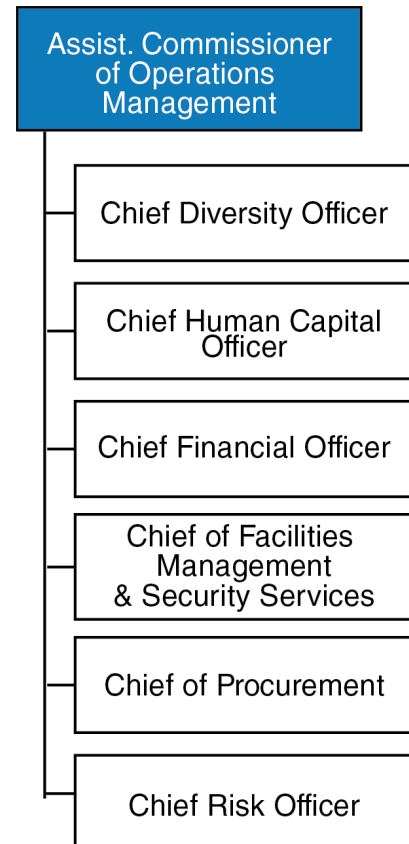 Assist. Commissioner
of Operations
Management
Chief Diversity Officer
Chief Human Capital
Officer
Chief Financial Officer
Chief of Facilities
Management
& Security Services
Chief of Procurement
Chief Risk Officer